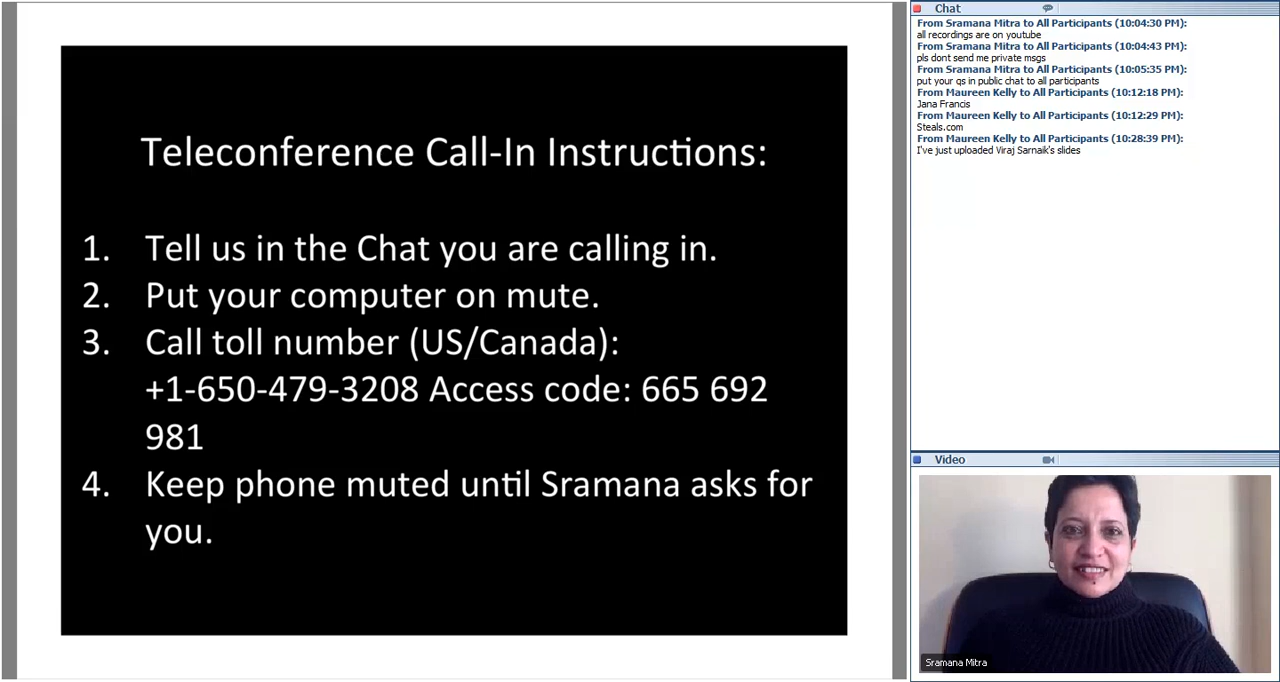 Teleconference Call-In Instructions:
1. Tell us in the Chat you are calling in.
2. Put your computer on mute.
3. Call toll number (US/Canada):
+1-650-479-3208 Access code: 665 692
981
4. Keep phone muted until Sramana asks for
you.
Chat
From Sramana Mitra to All Participants (10:04:30 PM):
all recordings are on youtube
From Sramana Mitra to All Participants (10:04:43 PM):
pls dont send me private msgs
From Sramana Mitra to All Participants (10:05:35 PM):
put your qs in public chat to all participants
From Maureen Kelly to All Participants (10:12:18 PM):
Jana Francis
From Maureen Kelly to All Participants (10:12:29 PM):
Steals.com
From Maureen Kelly to All Participants (10:28:39 PM):
I've just uploaded Viraj Sarnaik's slides
Video
Sramana Mitra